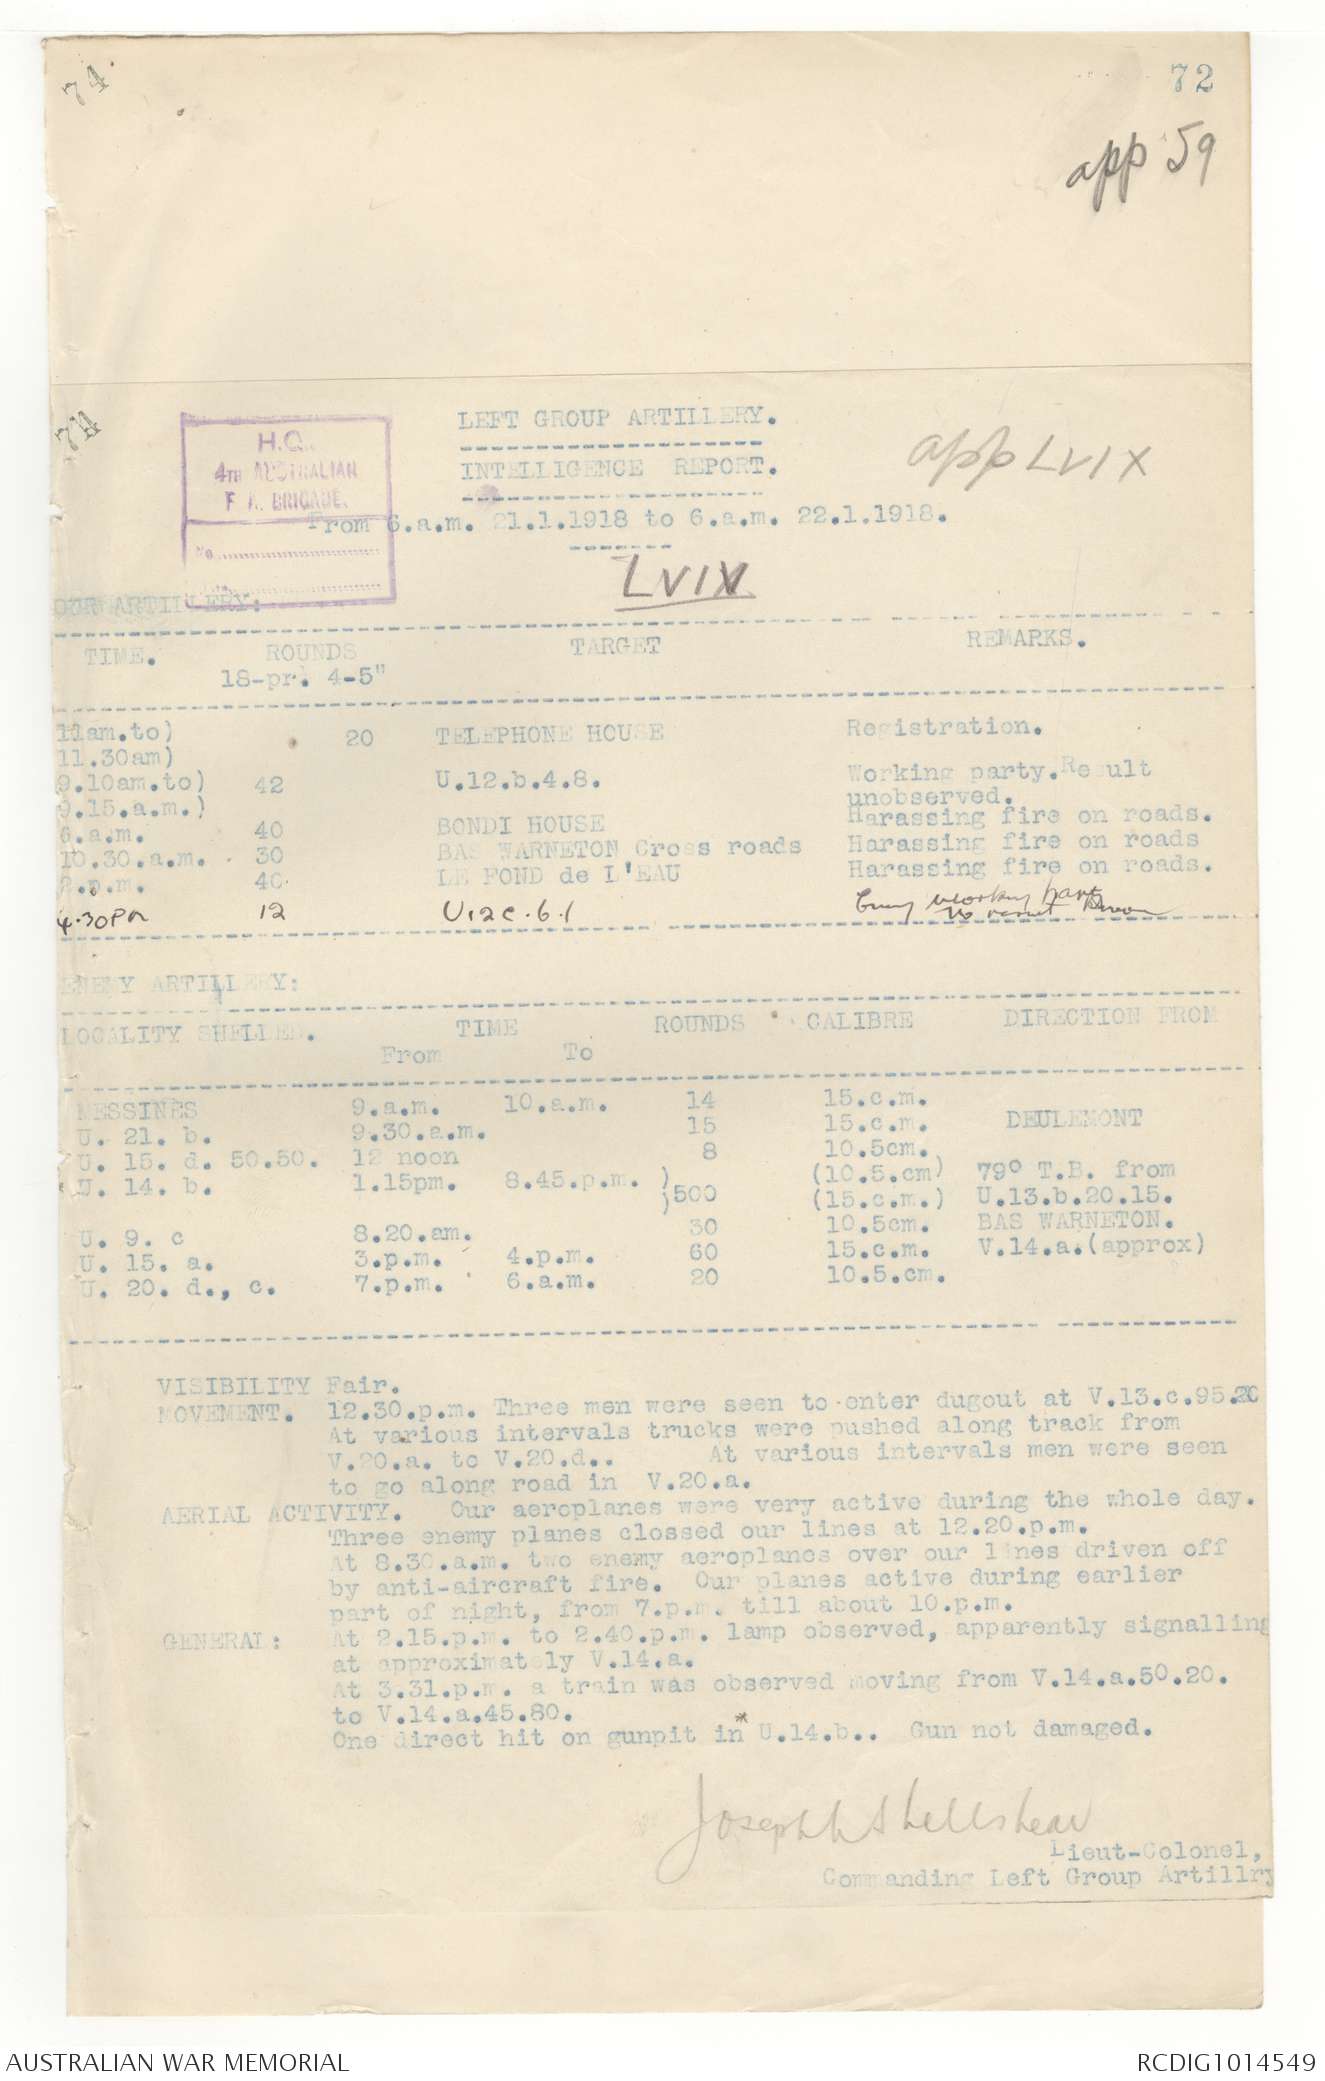 74
72
app 59
74
H.Q.
4TH AUSTRALIAN
F. A. BRIGADE.
No.
LEFT GROUP ARTILLERY.
INTELLIGENCE REPORT.
app LVIX
From 6.a.m. 21.1.1918 to 6.a.m. 22.1.1918.
LVIX
OUR ARTILLERY:
TIME. ROUNDS TARGET REMARKS.
18-pr. 4-5"
11am.to) 20 TELEPHONE HOUSE Registration.
11.30am)
9.10am.to) 42 U.12.b.4.8. Working party.Result
9.15.a.m.) unobserved.
6.a.m. 40 BONDI HOUSE Harassing fire on roads.
10.30.a.m. 30 BAS WARNETON Cross roads Harassing fire on roads
2.p.m. 40 LE FOND de L'EAU Harassing fire on roads.
4.30PM 12 U12c.6.1 Enemy working party
No
ENEMY ARTILLERY:
LOCALITY SHELLED. TIME ROUNDS CALIBRE DIRECTION FROM
From To
MESSINES 9.a.m. 10.a.m. 14 15.c.m.
U. 21. b. 9.30.a.m. 15 15.c.m. DEULEMONT
U. 15. d. 50.50. 12 noon 8 10.5cm.
U. 14. b. 1.15pm. 8.45.p.m. ) (10.5.cm) 79° T.B. from
)500 (15.c.m.) U.13.b.20.15.
U. 9. c 8.20.am. 30 10.5cm. BAS WARNETON.
U. 15. a. 3.p.m. 4.p.m. 60 15.c.m. V.14.a.(approx)
U. 20. d., c. 7.p.m. 6.a.m. 20 10.5.cm.
VISIBILITY Fair.
MOVEMENT. 12.30.p.m. Three men were seen to enter dugout at V.13.c.95.20
At various intervals trucks were pushed along track from
V.20.a. to V.20.d.. At various intervals men were seen
to go along road in V.20.a.
AERIAL ACTIVITY. Our aeroplanes were very active during the whole day.
Three enemy planes clossed our lines at 12.20.p.m.
At 8.30.a.m. two enemy aeroplanes over our lines driven off
by anti-aircraft fire. Our planes active during earlier
part of night, from 7.p.m. till about 10.p.m.
GENERAL: At 2.15.p.m. to 2.40.p.m. lamp observed, apparently signalling
at approximately V.14.a.
At 3.31.p.m. a train was observed moving from V.14.a.50.20.
to V.14.a.45.80.
One direct hit on gunpit in U.14.b.. Gun not damaged.
Joseph L Shellshear
Lieut-Colonel,
Commanding Left Group Artillry
AUSTRALIAN WAR MEMORIAL RCDIG1014549